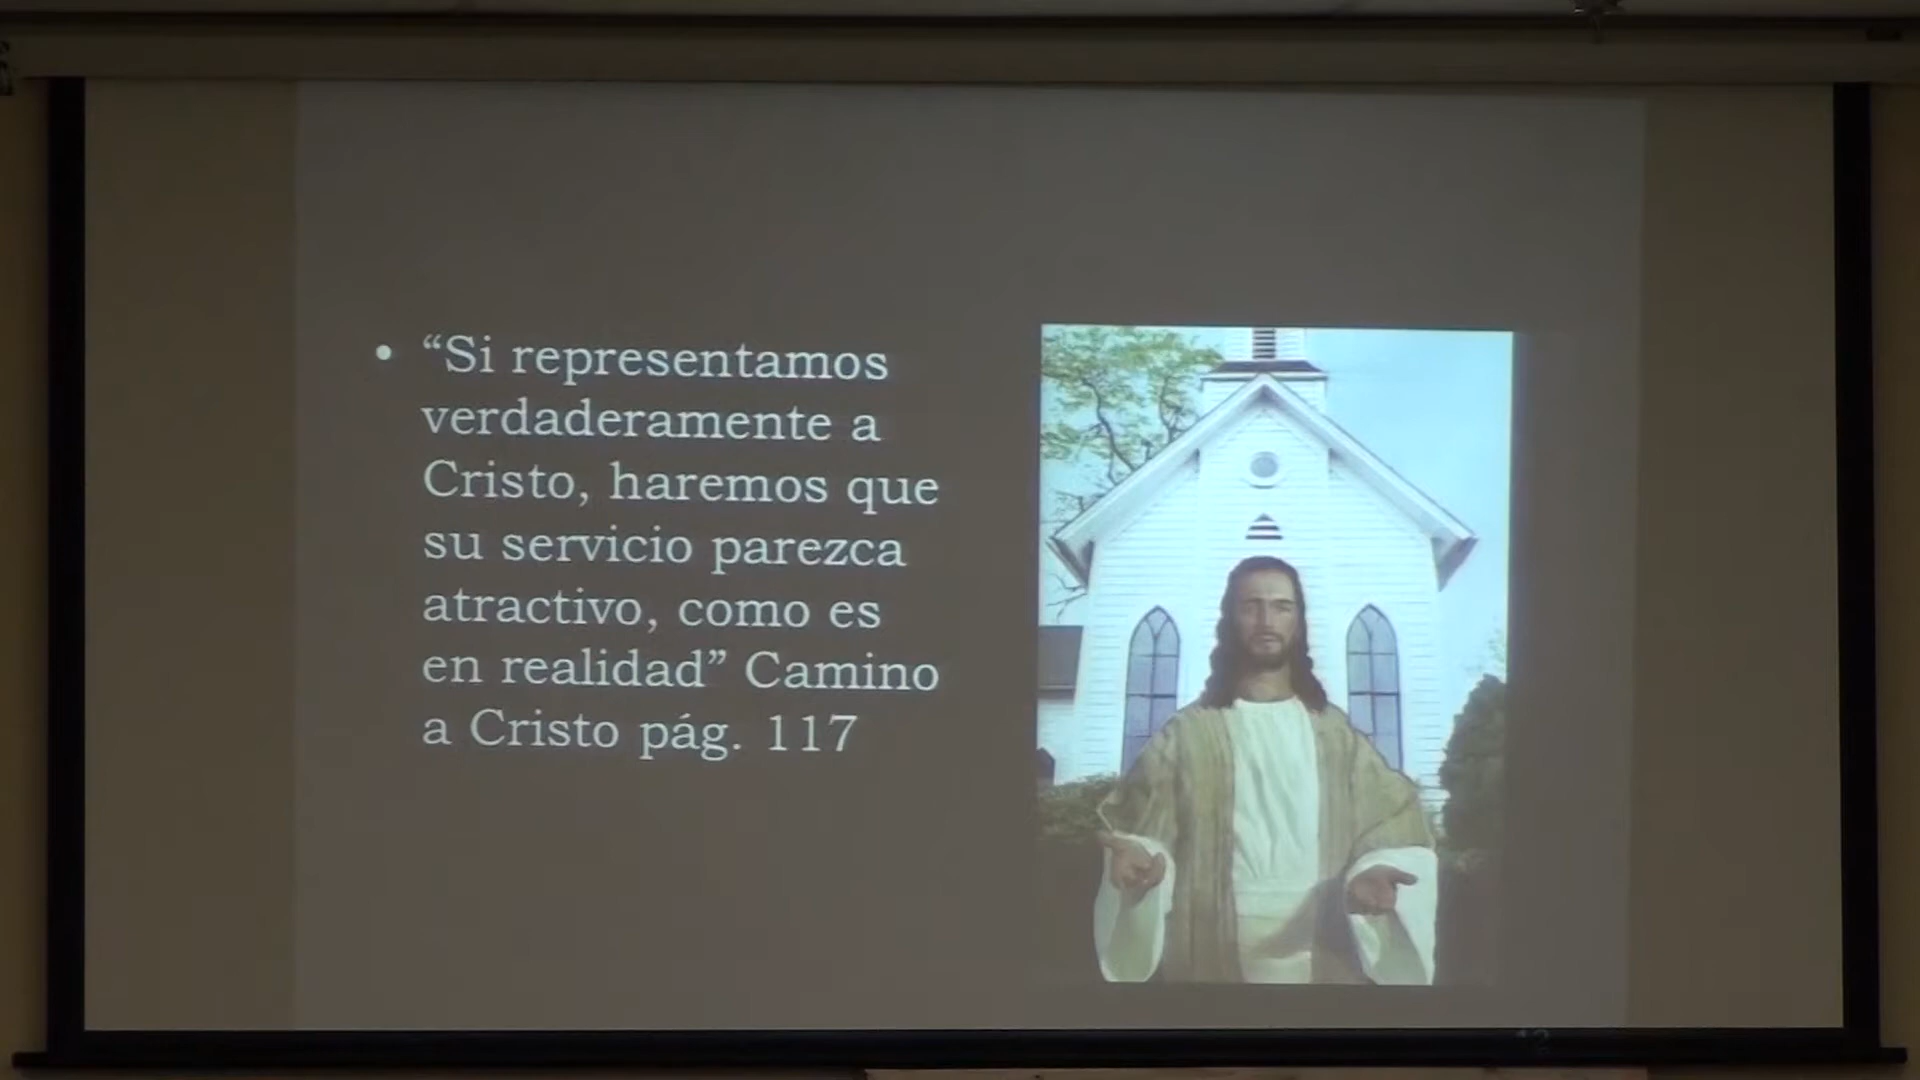 • “Si representamos
verdaderamente a
Cristo, haremos que
su servicio parezca
atractivo, como es
en realidad” Camino
a Cristo pág. 117